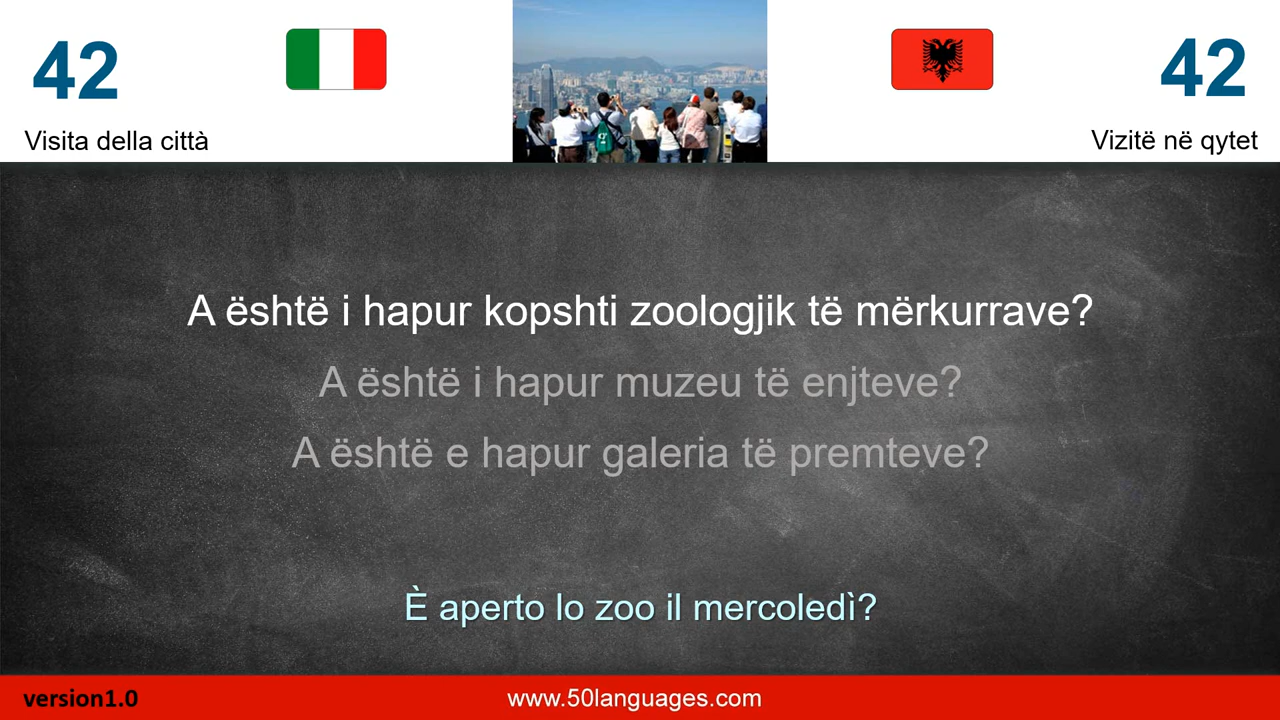 42
42
Visita della città
Vizitë në qytet
A është i hapur kopshti zoologjik të mërkurrave?
A është i hapur muzeu të enjteve?
A është e hapur galeria të premteve?
È aperto lo zoo il mercoledì?
version1.0
www.50languages.com